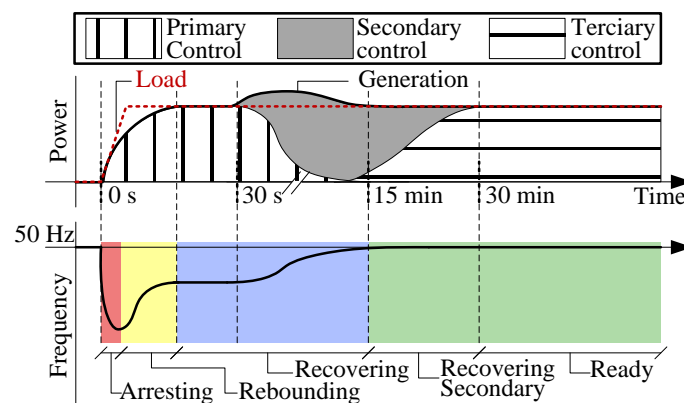 Primary
Control
Secondary
control
Terciary
control
Load
Generation
Power
0 s
30 s
15 min
30 min
Time
50 Hz
Frequency
Arresting
Rebounding
Recovering
Recovering
Secondary
Ready